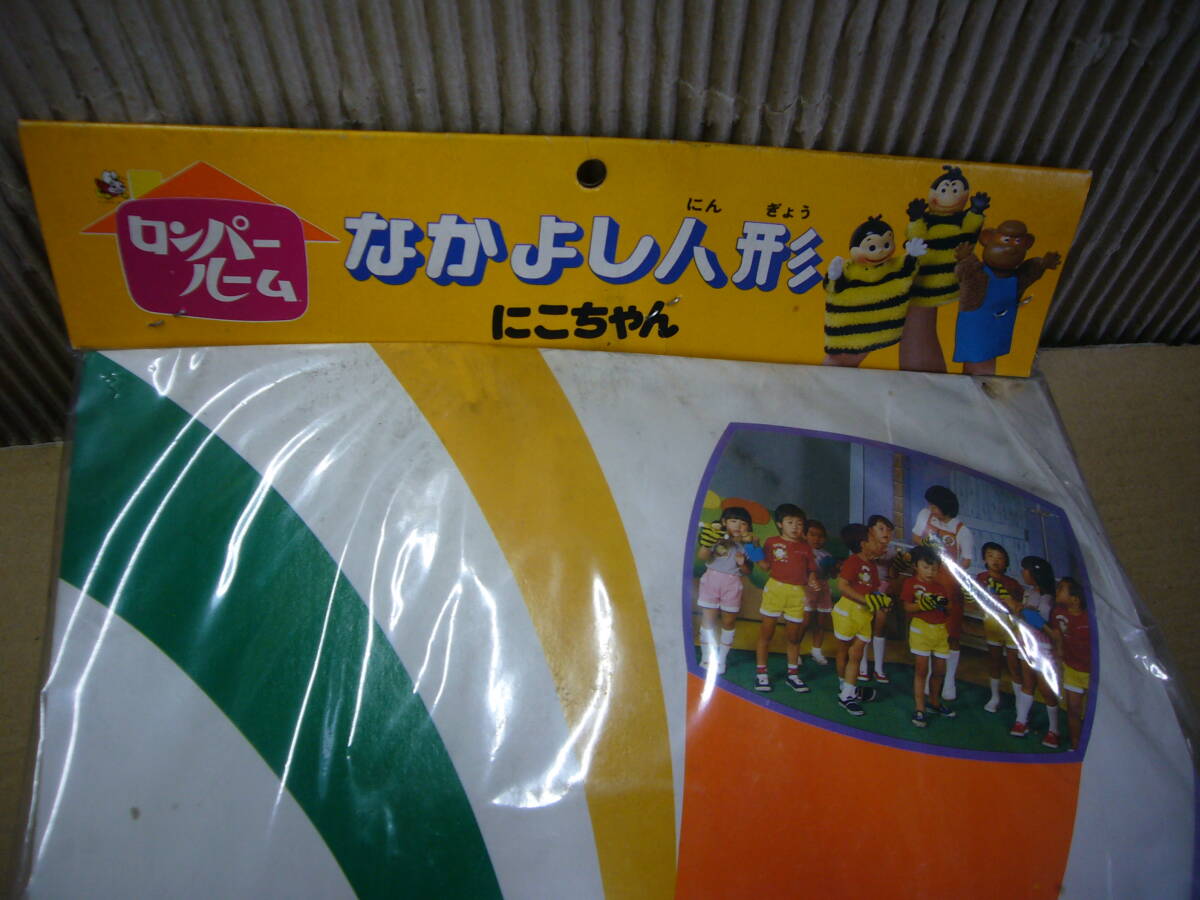 ロンパー
ルーム
にん ぎょう
なかよし人形
にこちゃん